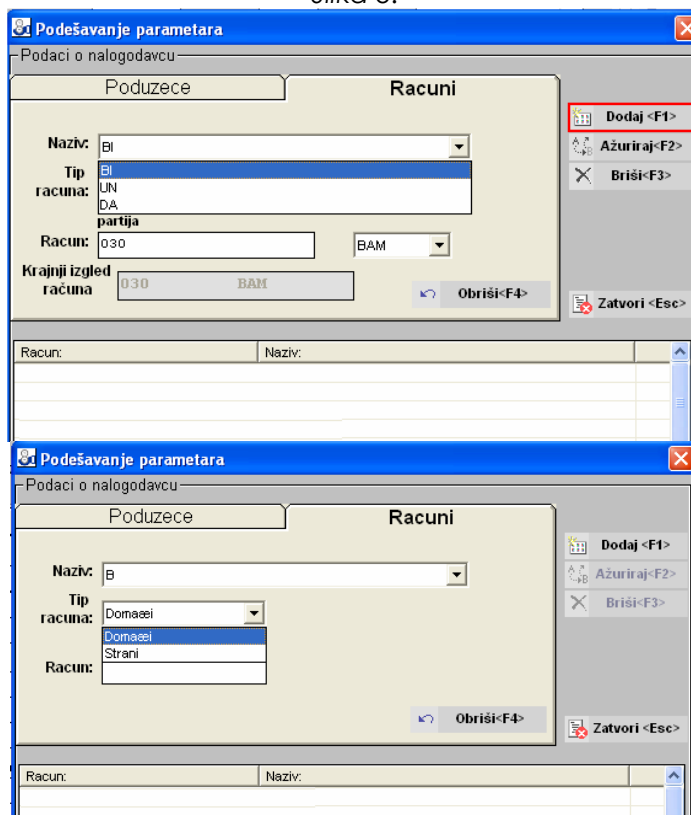 Podešavanje parametara
Podaci o nalogodavcu
Poduzece Racuni
Dodaj <F1>
Naziv: BI
Ažuriraj<F2>
Tip racuna:
BI
Briši<F3>
UN
DA
partija
Racun: 030 BAM
Krajnji izgled računa 030 BAM
Obriši<F4>
Zatvori <Esc>
Racun: Naziv:
Podešavanje parametara
Podaci o nalogodavcu
Poduzece Racuni
Dodaj <F1>
Naziv: B
Ažuriraj<F2>
Tip racuna: Domaæi
Briši<F3>
Domaæi
Strani
Racun:
Obriši<F4>
Zatvori <Esc>
Racun: Naziv: